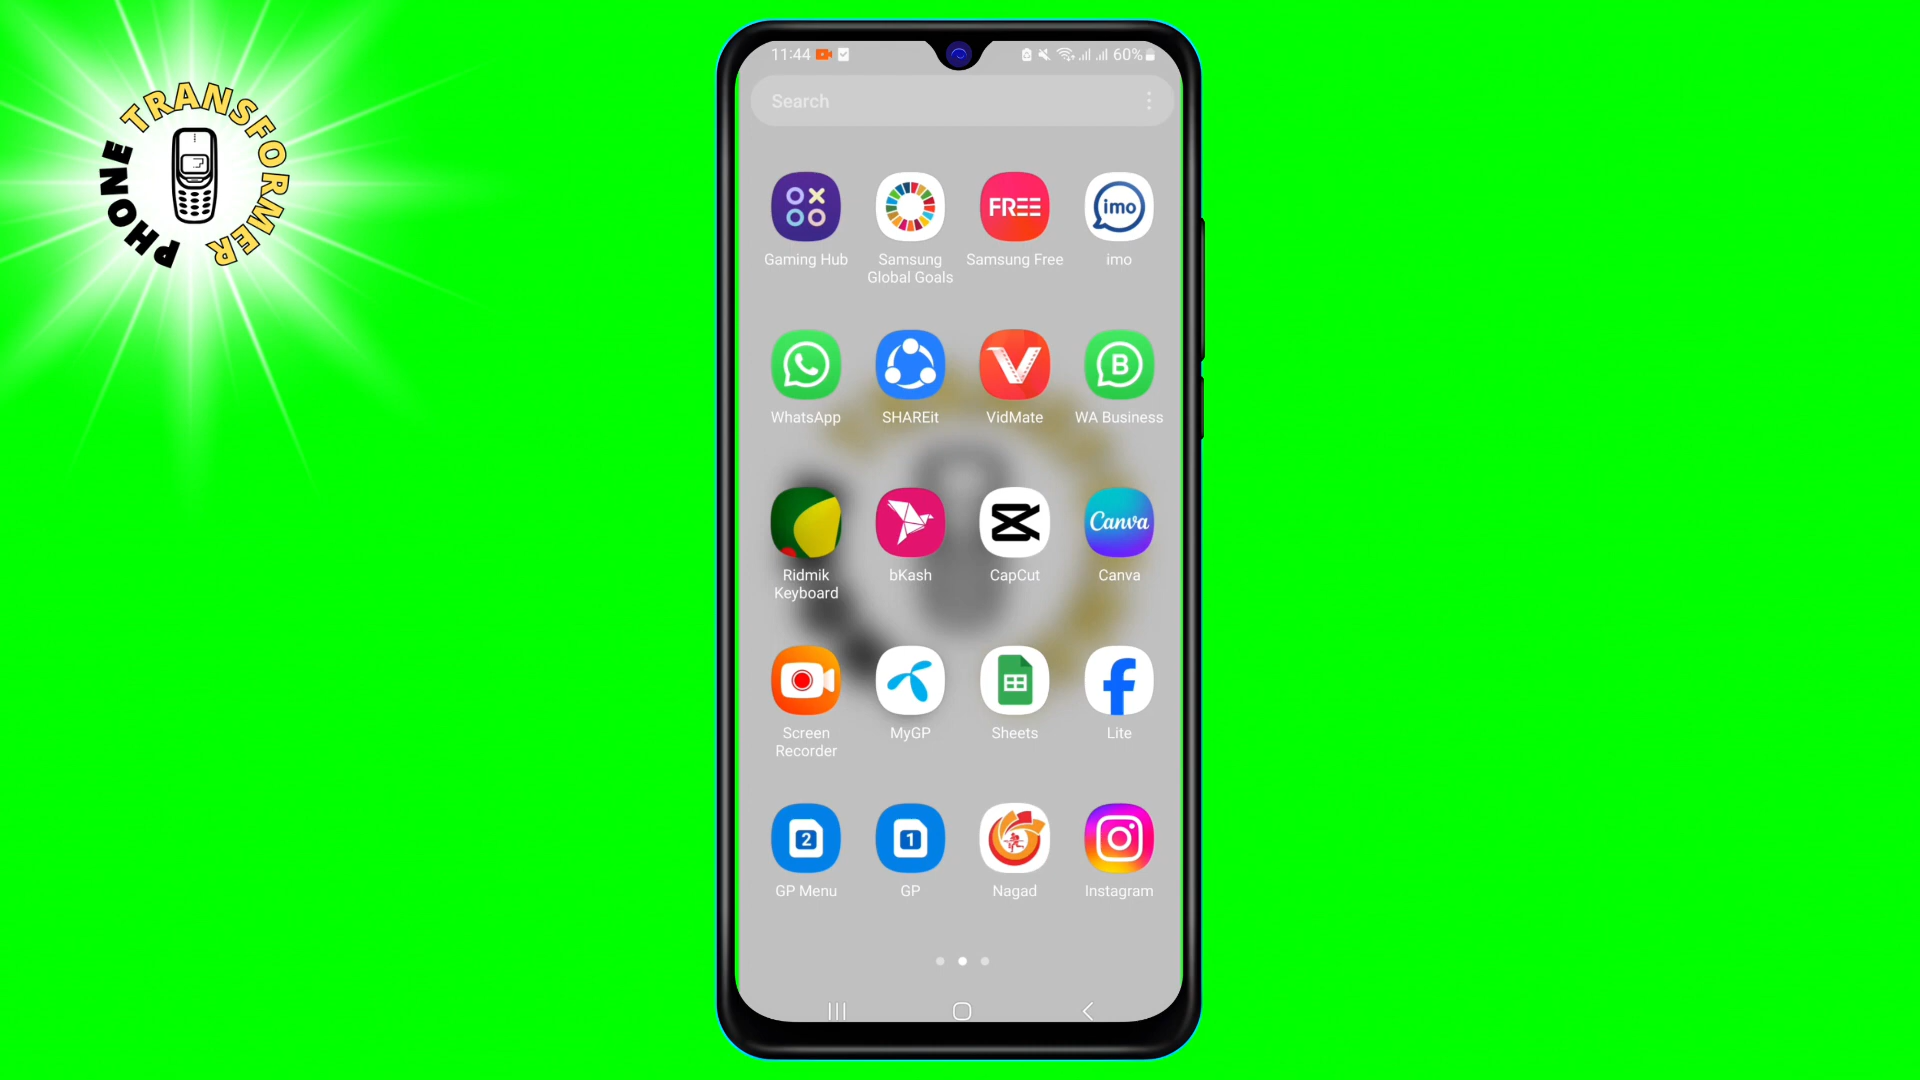 PHONE TRANSFORMER
11:44
60%
Search
FREE
imo
Gaming Hub
Samsung
Global Goals
Samsung Free
imo
B
WhatsApp
SHAREit
VidMate
WA Business
Canva
Ridmik
Keyboard
bKash
CapCut
Canva
Screen
Recorder
MyGP
Sheets
Lite
2
1
GP Menu
GP
Nagad
Instagram